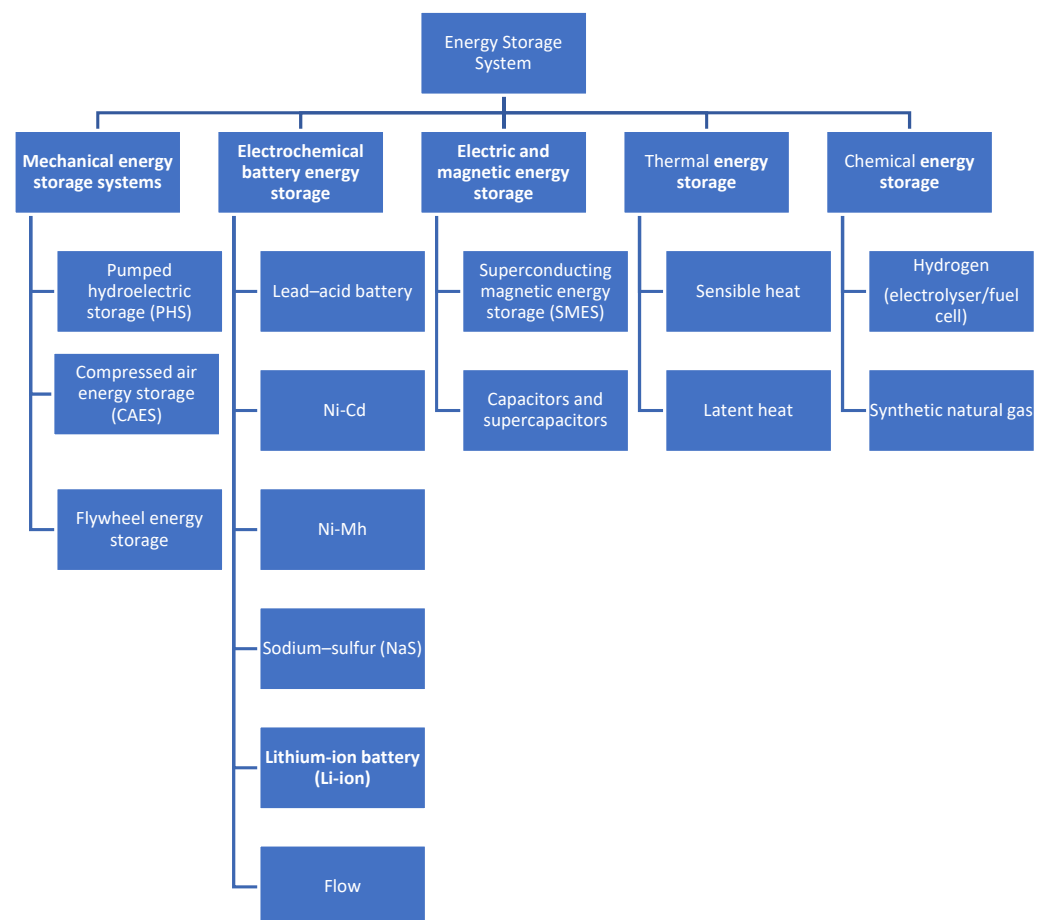 Energy Storage
System
Mechanical energy
storage systems
Electrochemical
battery energy
storage
Electric and
magnetic energy
storage
Thermal energy
storage
Chemical energy
storage
Pumped
hydroelectric
storage (PHS)
Compressed air
energy storage
(CAES)
Flywheel energy
storage
Lead–acid battery
Ni-Cd
Ni-Mh
Sodium–sulfur (NaS)
Lithium-ion battery
(Li-ion)
Flow
Superconducting
magnetic energy
storage (SMES)
Capacitors and
supercapacitors
Sensible heat
Latent heat
Hydrogen
(electrolyser/fuel
cell)
Synthetic natural gas